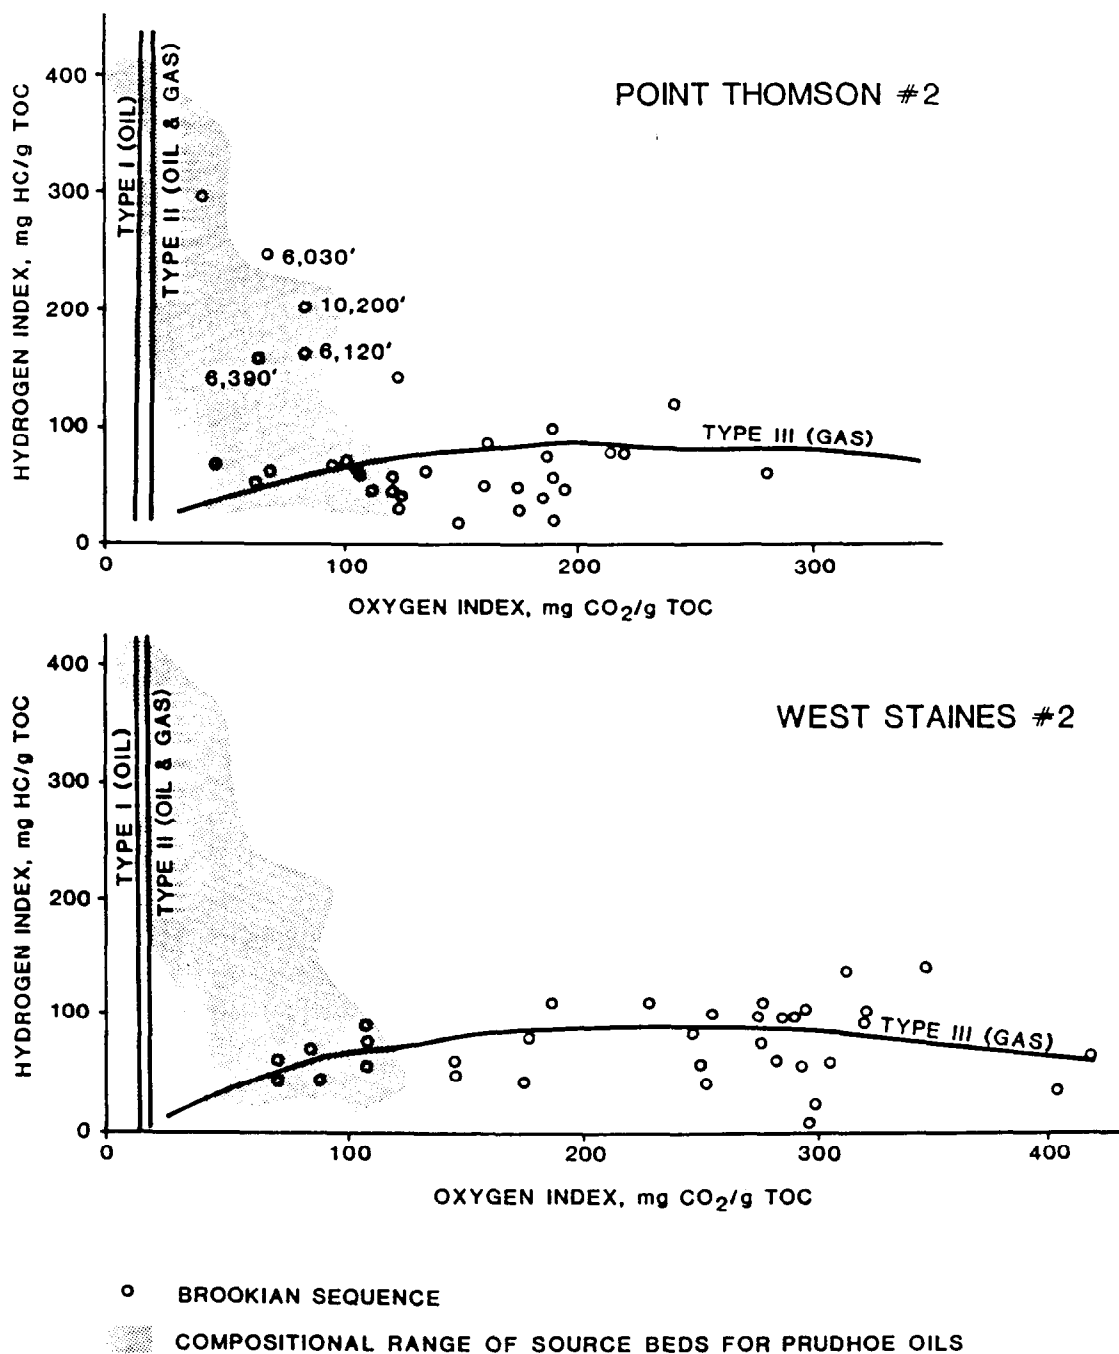 POINT THOMSON #2
HYDROGEN INDEX, mg HC/g TOC
400
300
200
100
0
TYPE I (OIL)
TYPE II (OIL & GAS)
6,030'
10,200'
6,120'
6,390'
TYPE III (GAS)
0
100
200
300
OXYGEN INDEX, mg CO2/g TOC
WEST STAINES #2
HYDROGEN INDEX, mg HC/g TOC
400
300
200
100
0
TYPE I (OIL)
TYPE II (OIL & GAS)
TYPE III (GAS)
0
100
200
300
400
OXYGEN INDEX, mg CO2/g TOC
BROOKIAN SEQUENCE
COMPOSITIONAL RANGE OF SOURCE BEDS FOR PRUDHOE OILS